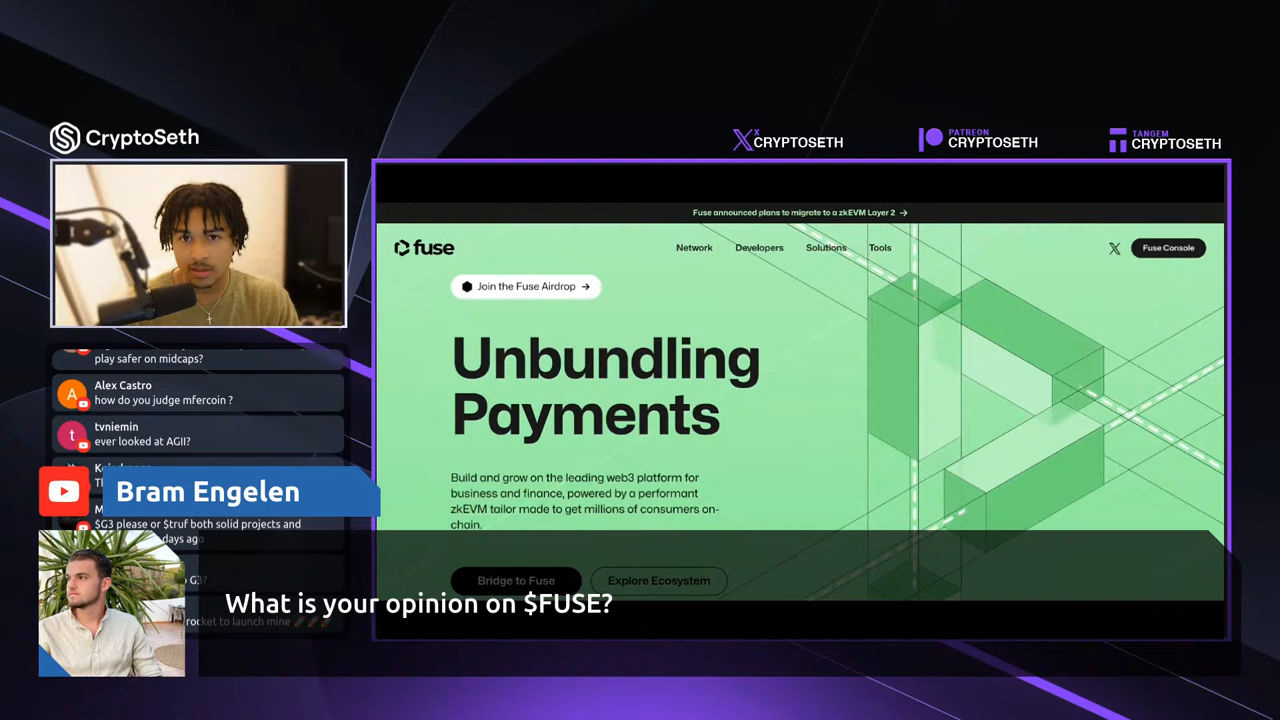 CryptoSeth
X
CRYPTOSETH
PATREON
CRYPTOSETH
TANGEM
CRYPTOSETH
play safer on midcaps?
A
Alex Castro
how do you judge mfercoin ?
t
tvniemin
ever looked at AGII?
Bram Engelen
$G3 please or $truf both solid projects and
days ago
G3?
rocket to launch mine 🚀🚀🚀
What is your opinion on $FUSE?
Fuse announced plans to migrate to a zkEVM Layer 2 →
fuse
Network Developers Solutions Tools
Fuse Console
Join the Fuse Airdrop →
Unbundling
Payments
Build and grow on the leading web3 platform for
business and finance, powered by a performant
zkEVM tailor made to get millions of consumers on-
chain.
Bridge to Fuse
Explore Ecosystem